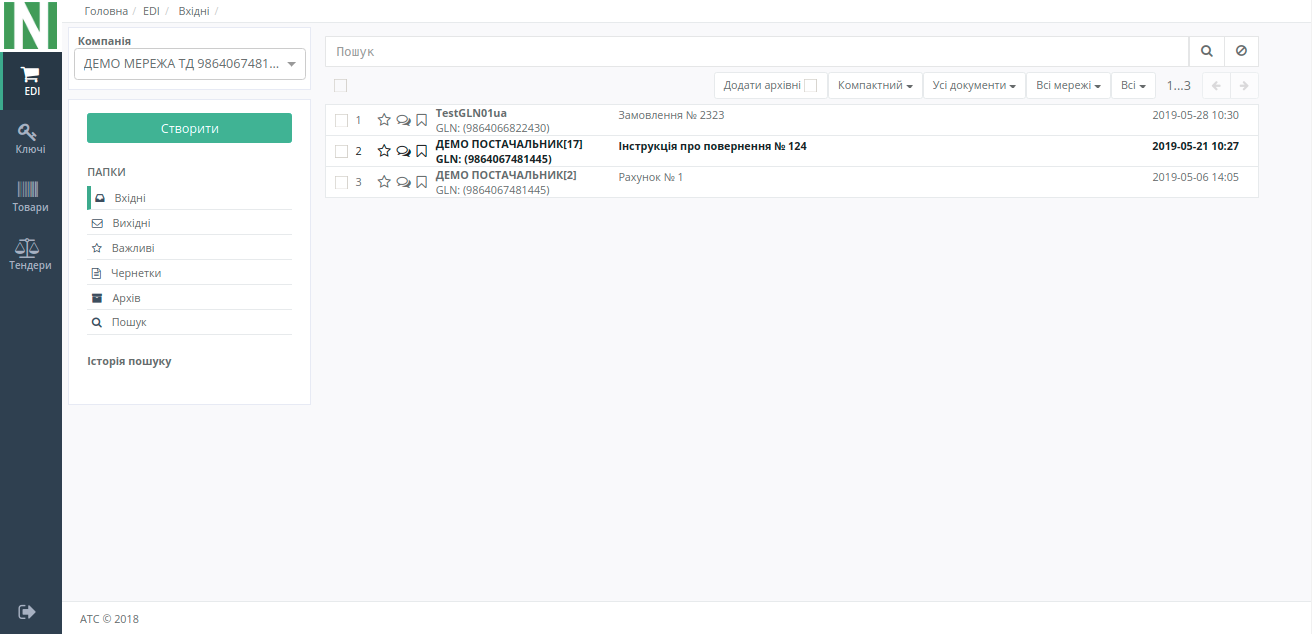 Головна / EDI / Вхідні /
Компанія
ДЕМО МЕРЕЖА ТД 9864067481...
EDI
Ключі
Товари
Тендери
Створити
ПАПКИ
Вхідні
Вихідні
Важливі
Чернетки
Архів
Пошук
Історія пошуку
Пошук
Додати архівні Компактний Усі документи Всі мережі Всі 1...3
1 TestGLN01ua Замовлення № 2323 2019-05-28 10:30
GLN: (9864066822430)
2 ДЕМО ПОСТАЧАЛЬНИК[17] Інструкція про повернення № 124 2019-05-21 10:27
GLN: (9864067481445)
3 ДЕМО ПОСТАЧАЛЬНИК[2] Рахунок № 1 2019-05-06 14:05
GLN: (9864067481445)
ATC © 2018